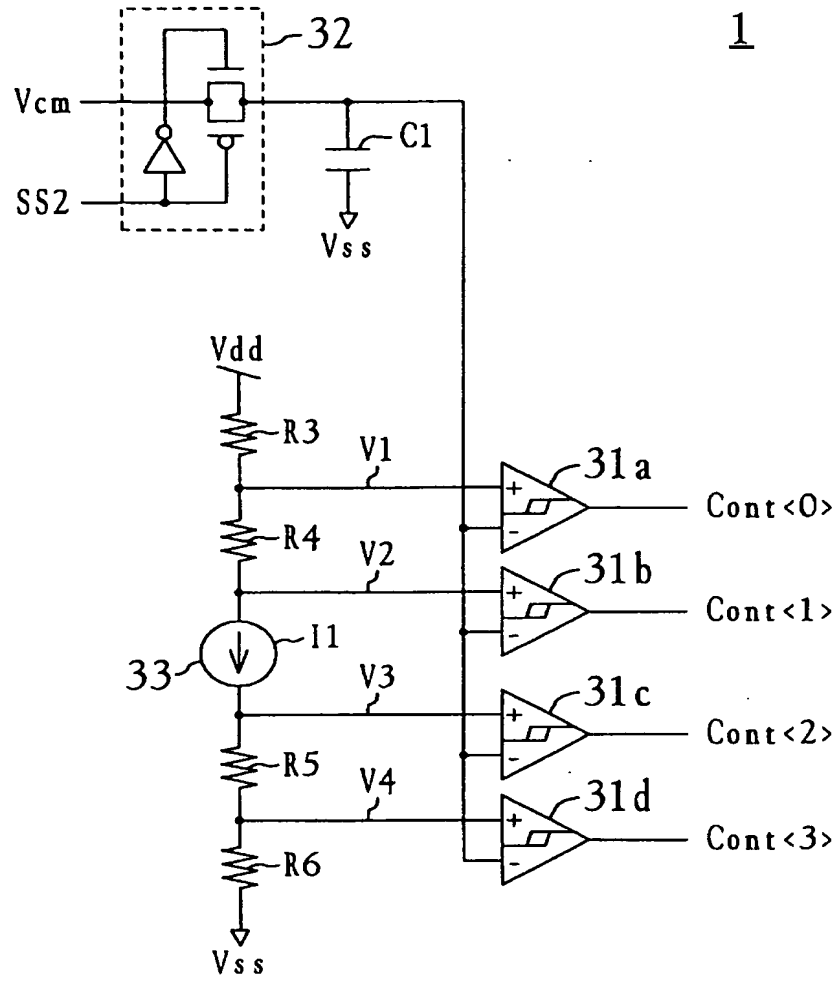 32
1
Vcm
C1
SS2
Vss
Vdd
R3
V1
31a
+
-
Cont<0>
R4
V2
31b
+
-
Cont<1>
I1
33
V3
31c
+
-
Cont<2>
R5
V4
31d
+
-
Cont<3>
R6
Vss